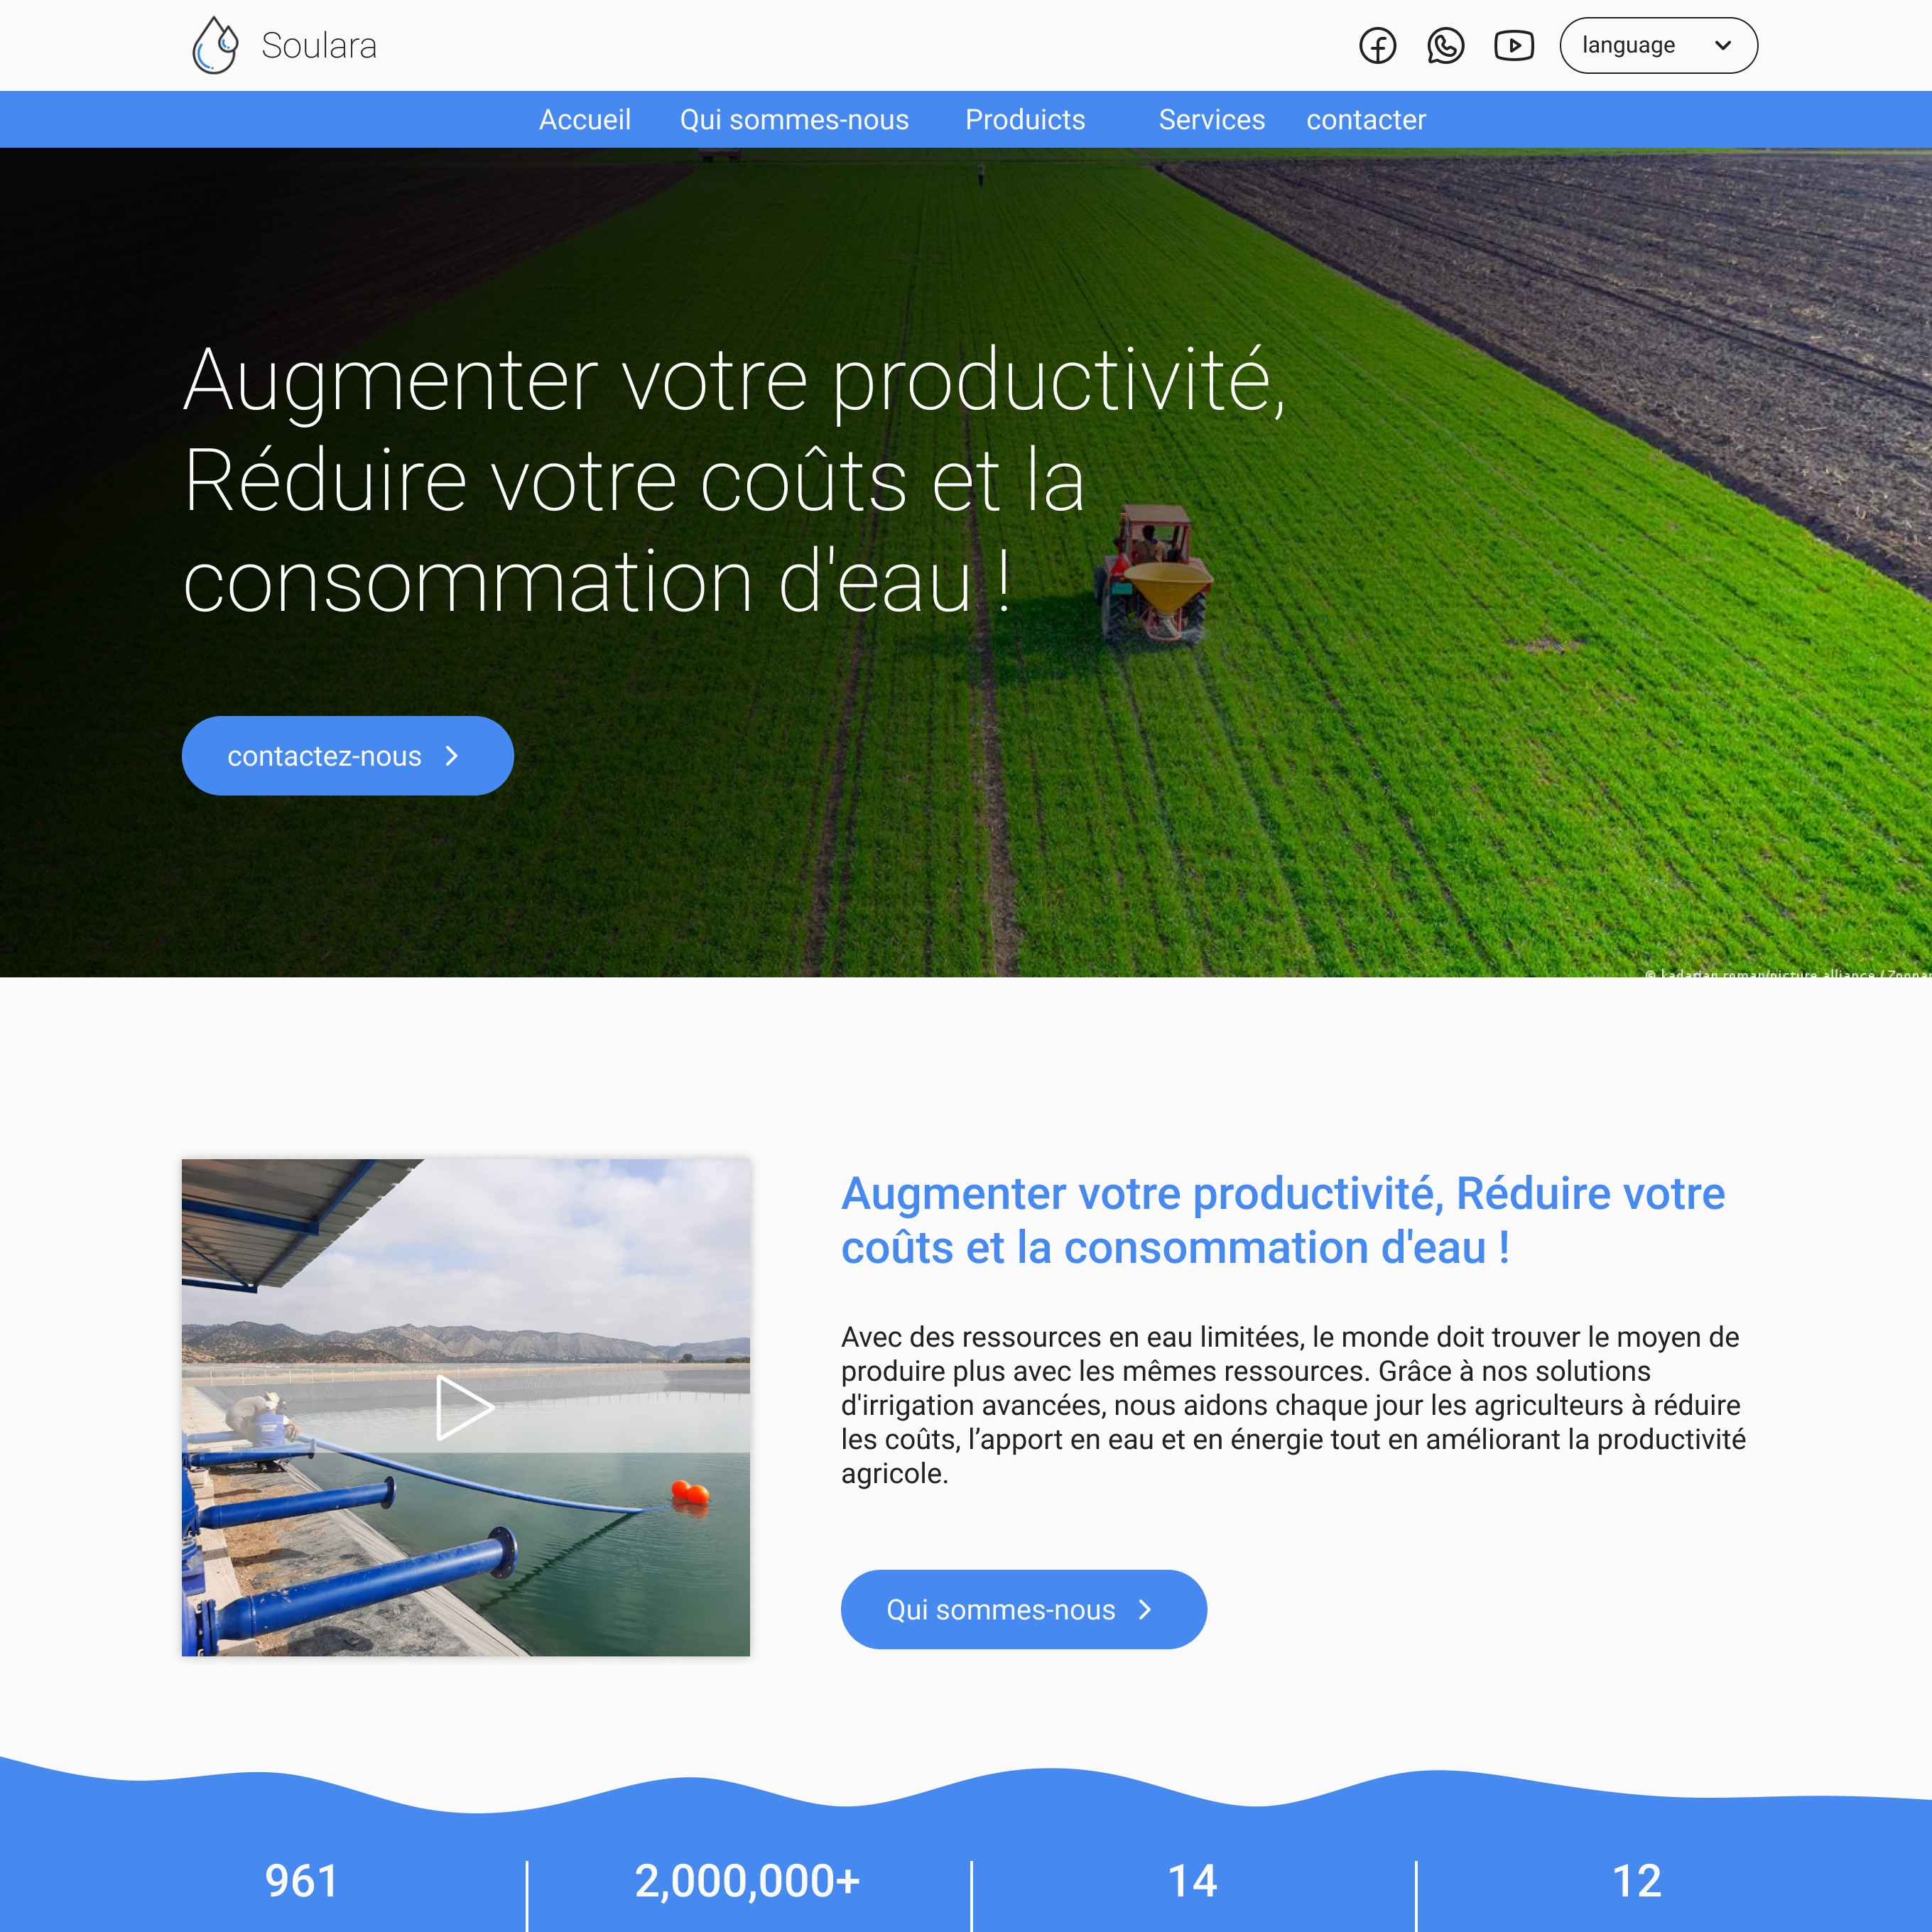 Soulara
language
Accueil Qui sommes-nous Produicts Services contacter
Augmenter votre productivité,
Réduire votre coûts et la
consommation d'eau !
contactez-nous
picture alliance /
Augmenter votre productivité, Réduire votre
coûts et la consommation d'eau !
Avec des ressources en eau limitées, le monde doit trouver le moyen de
produire plus avec les mêmes ressources. Grâce à nos solutions
d'irrigation avancées, nous aidons chaque jour les agriculteurs à réduire
les coûts, l’apport en eau et en énergie tout en améliorant la productivité
agricole.
Qui sommes-nous
961 2,000,000+ 14 12